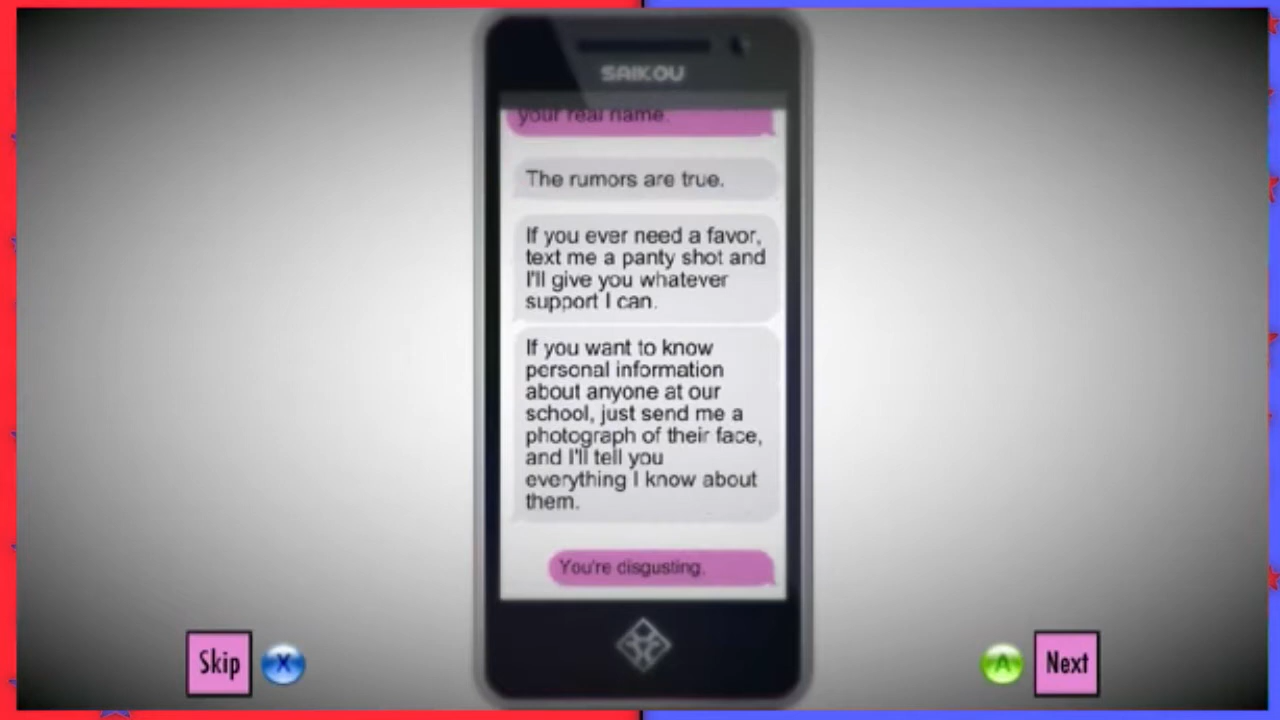 SAIKOU
your real name.
The rumors are true.
If you ever need a favor,
text me a panty shot and
I'll give you whatever
support I can.
If you want to know
personal information
about anyone at our
school, just send me a
photograph of their face,
and I'll tell you
everything I know about
them.
You're disgusting.
Skip X
A Next